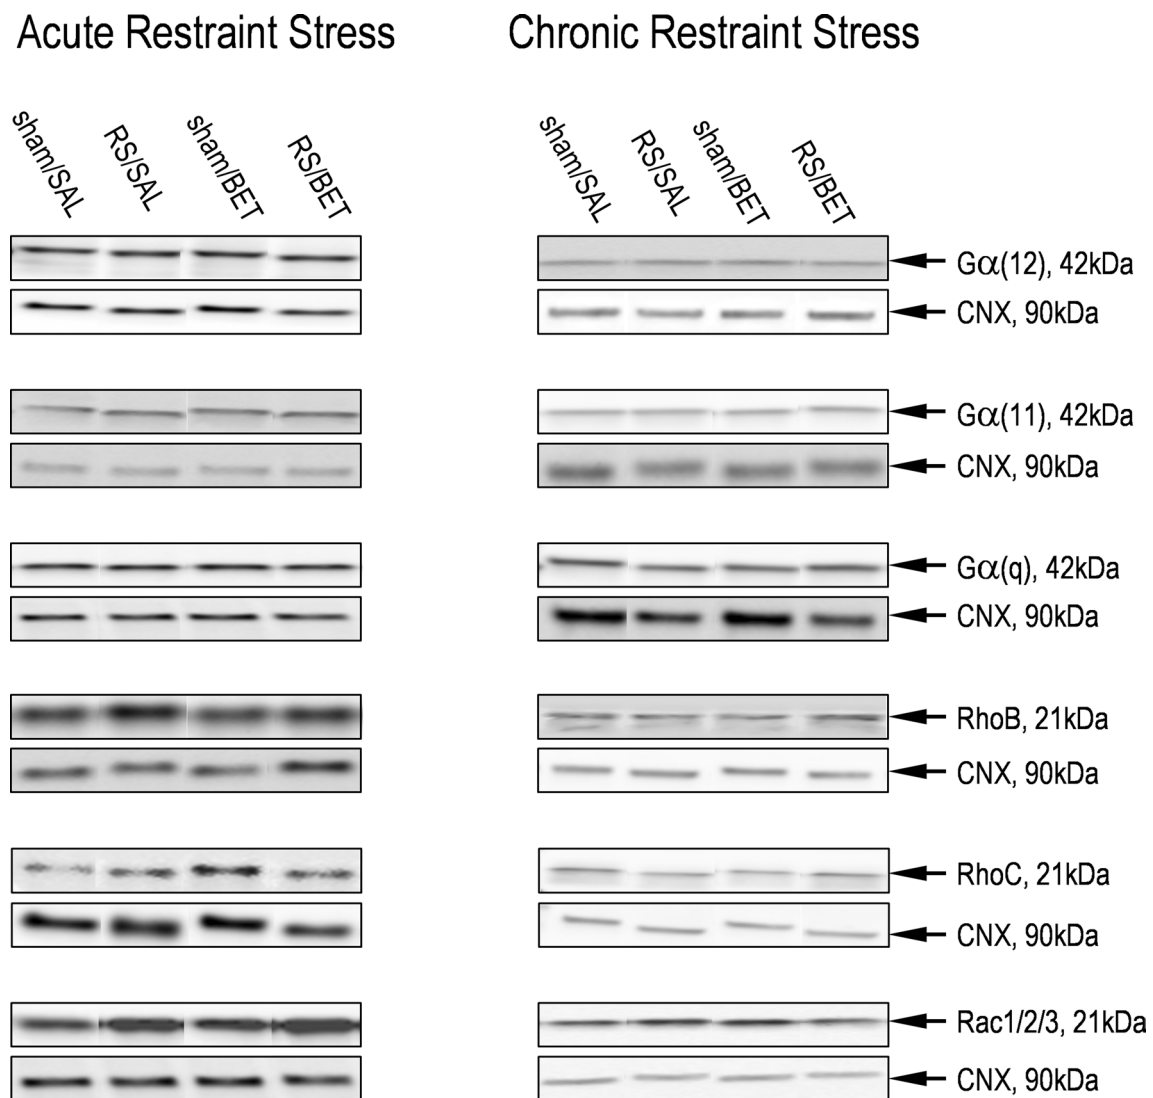 Acute Restraint Stress
Chronic Restraint Stress
sham/SAL
RS/SAL
sham/BET
RS/BET
sham/SAL
RS/SAL
sham/BET
RS/BET
Gα(12), 42kDa
CNX, 90kDa
Gα(11), 42kDa
CNX, 90kDa
Gα(q), 42kDa
CNX, 90kDa
RhoB, 21kDa
CNX, 90kDa
RhoC, 21kDa
CNX, 90kDa
Rac1/2/3, 21kDa
CNX, 90kDa